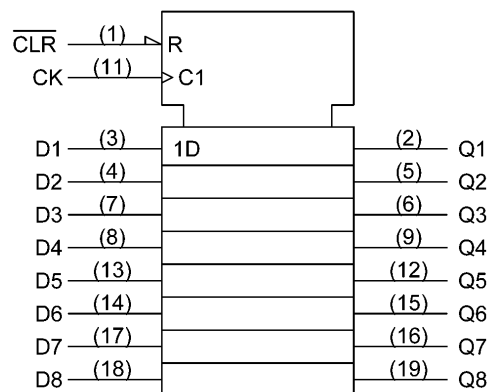 C̅L̅R̅ (1) R
CK (11) C1
D1 (3) 1D (2) Q1
D2 (4) (5) Q2
D3 (7) (6) Q3
D4 (8) (9) Q4
D5 (13) (12) Q5
D6 (14) (15) Q6
D7 (17) (16) Q7
D8 (18) (19) Q8